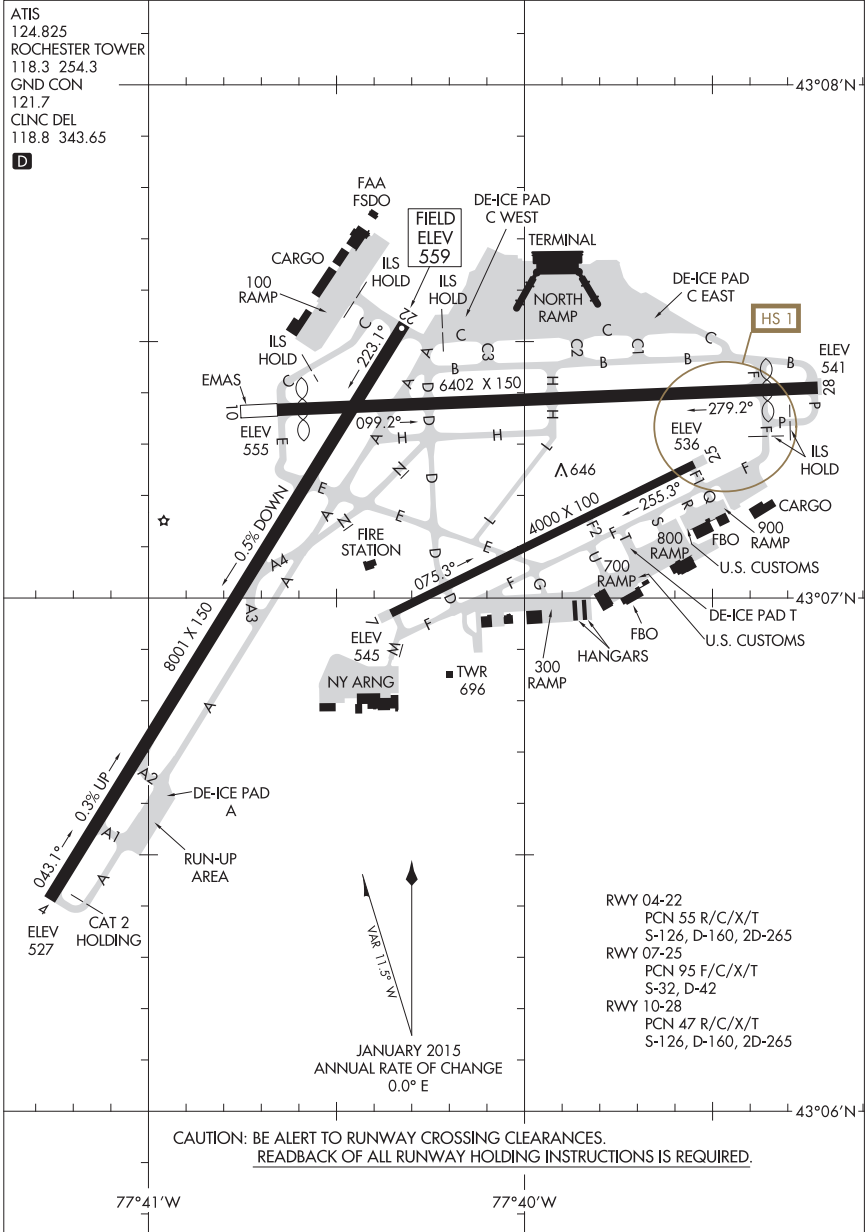 ATIS
124.825
ROCHESTER TOWER
118.3 254.3
GND CON
121.7
CLNC DEL
118.8 343.65
D
43°08'N
FAA
FSDO
FIELD
ELEV
559
DE-ICE PAD
C WEST
TERMINAL
CARGO
ILS
HOLD
ILS
HOLD
NORTH
RAMP
DE-ICE PAD
C EAST
100
RAMP
HS 1
C
22
C
C
C
ILS
HOLD
A
C3
C2
C1
B
B
B
B
F
ELEV
541
223.1°
EMAS
C
A
D
H
6402 X 150
28
10
099.2°
D
H
279.2°
P
ELEV
555
E
A
H
H
L
ELEV
536
F
P
ILS
HOLD
N
D
646
25
F
E
A
N
E
L
4000 X 100
255.3°
F1
Q
R
CARGO
0.5% DOWN
FIRE
STATION
D
E
F2
F
T
S
900
RAMP
FBO
800
RAMP
U.S. CUSTOMS
A4
A
075.3°
F
G
U
700
RAMP
43°07'N
8001 X 150
A3
7
D
F
DE-ICE PAD T
ELEV
545
M
FBO
U.S. CUSTOMS
HANGARS
300
RAMP
NY ARNG
TWR
696
A
A2
DE-ICE PAD
A
0.3% UP
A1
RUN-UP
AREA
043.1°
A
4
ELEV
527
CAT 2
HOLDING
VAR 11.5° W
RWY 04-22
PCN 55 R/C/X/T
S-126, D-160, 2D-265
RWY 07-25
PCN 95 F/C/X/T
S-32, D-42
RWY 10-28
PCN 47 R/C/X/T
S-126, D-160, 2D-265
JANUARY 2015
ANNUAL RATE OF CHANGE
0.0° E
43°06'N
CAUTION: BE ALERT TO RUNWAY CROSSING CLEARANCES.
READBACK OF ALL RUNWAY HOLDING INSTRUCTIONS IS REQUIRED.
77°41'W
77°40'W